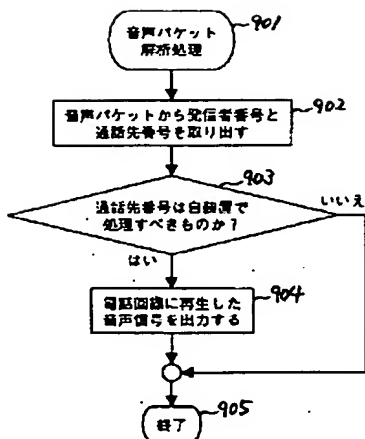 音声パケット
解析処理
901
音声パケットから発信者番号と
通話先番号を取り出す
902
903
通話先番号は自装置で
処理すべきものか？
いいえ
はい
電話回線に再生した
音声信号を出力する
904
終了
905